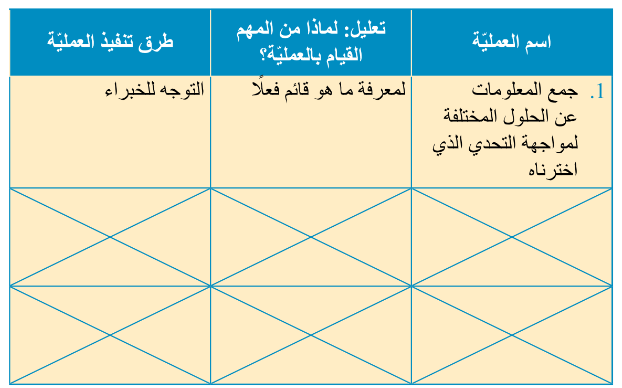 اسم العمليّة
تعليل: لماذا من المهم
القيام بالعمليّة؟
طرق تنفيذ العمليّة
1. جمع المعلومات
عن الحلول المختلفة
لمواجهة التحدي الذي
اخترناه
لمعرفة ما هو قائم فعلًا
التوجه للخبراء